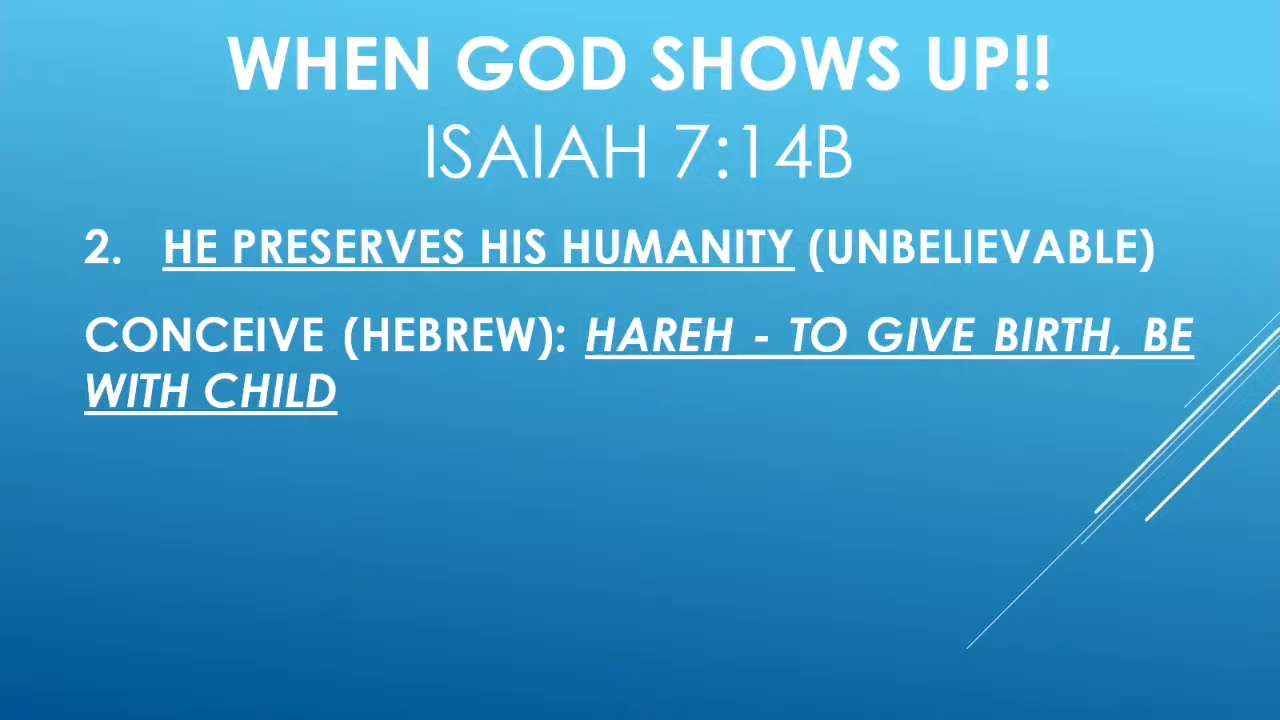 WHEN GOD SHOWS UP!!
ISAIAH 7:14B
2. HE PRESERVES HIS HUMANITY (UNBELIEVABLE)
CONCEIVE (HEBREW): HAREH - TO GIVE BIRTH, BE
WITH CHILD